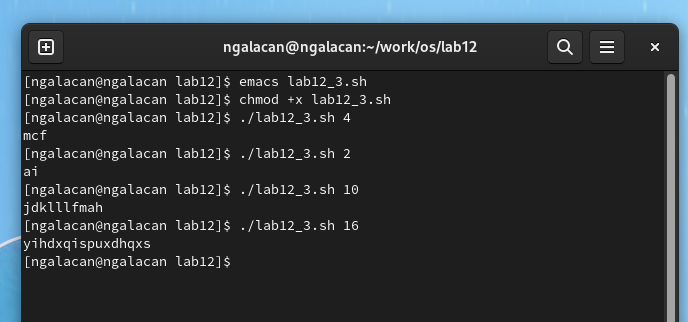 ngalacan@ngalacan:~/work/os/lab12
[ngalacan@ngalacan lab12]$ emacs lab12_3.sh
[ngalacan@ngalacan lab12]$ chmod +x lab12_3.sh
[ngalacan@ngalacan lab12]$ ./lab12_3.sh 4
mcf
[ngalacan@ngalacan lab12]$ ./lab12_3.sh 2
ai
[ngalacan@ngalacan lab12]$ ./lab12_3.sh 10
jdklllfmah
[ngalacan@ngalacan lab12]$ ./lab12_3.sh 16
yihdxqispuxdhqxs
[ngalacan@ngalacan lab12]$